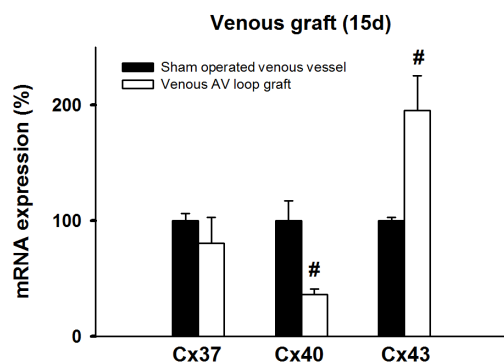 Venous graft (15d)
Sham operated venous vessel
Venous AV loop graft
mRNA expression (%)
200
100
0
#
#
Cx37 Cx40 Cx43